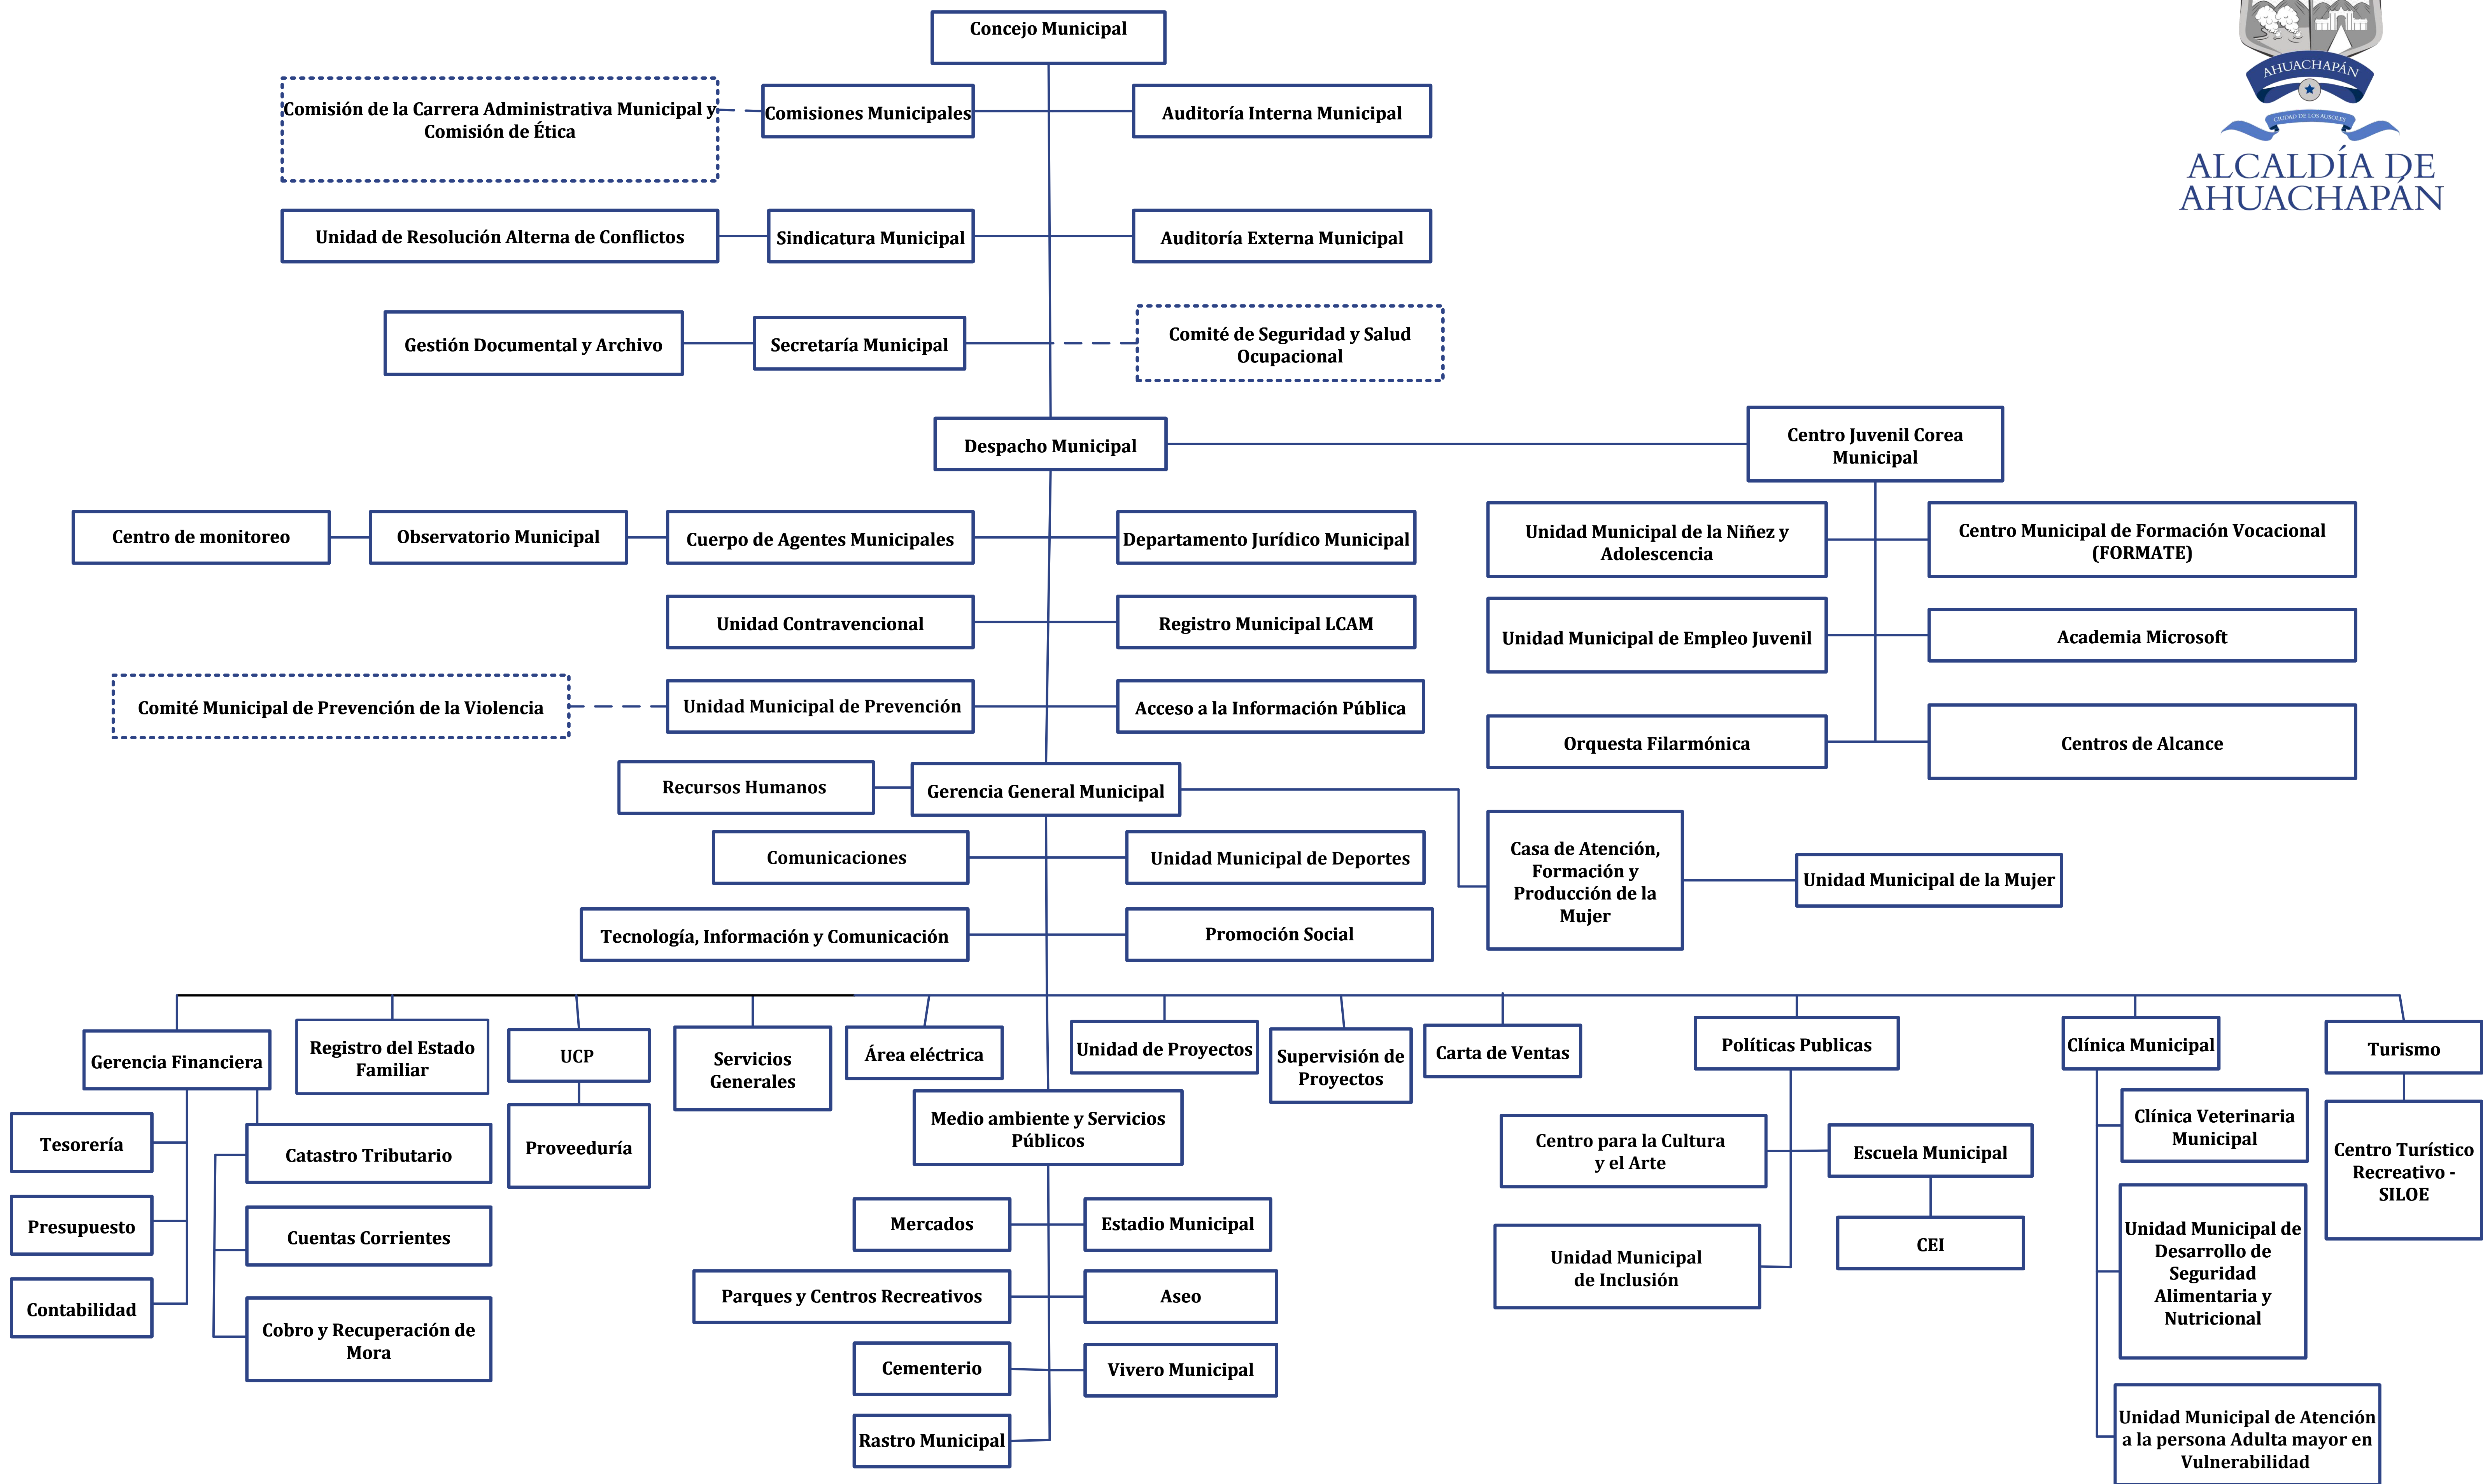 Concejo Municipal
AHUACHAPÁN
CIUDAD DE LOS AUSOLES
ALCALDÍA DE
AHUACHAPÁN
Comisión de la Carrera Administrativa Municipal y
Comisión de Ética
Comisiones Municipales
Auditoría Interna Municipal
Unidad de Resolución Alterna de Conflictos
Sindicatura Municipal
Auditoría Externa Municipal
Gestión Documental y Archivo
Secretaría Municipal
Comité de Seguridad y Salud
Ocupacional
Despacho Municipal
Centro Juvenil Corea
Municipal
Centro de monitoreo
Observatorio Municipal
Cuerpo de Agentes Municipales
Departamento Jurídico Municipal
Unidad Municipal de la Niñez y
Adolescencia
Centro Municipal de Formación Vocacional
(FORMATE)
Unidad Contravencional
Registro Municipal LCAM
Unidad Municipal de Empleo Juvenil
Academia Microsoft
Comité Municipal de Prevención de la Violencia
Unidad Municipal de Prevención
Acceso a la Información Pública
Orquesta Filarmónica
Centros de Alcance
Recursos Humanos
Gerencia General Municipal
Comunicaciones
Unidad Municipal de Deportes
Casa de Atención,
Formación y
Producción de la
Mujer
Unidad Municipal de la Mujer
Tecnología, Información y Comunicación
Promoción Social
Gerencia Financiera
Registro del Estado
Familiar
UCP
Servicios
Generales
Área eléctrica
Unidad de Proyectos
Supervisión de
Proyectos
Carta de Ventas
Políticas Publicas
Clínica Municipal
Turismo
Tesorería
Catastro Tributario
Proveeduría
Medio ambiente y Servicios
Públicos
Centro para la Cultura
y el Arte
Escuela Municipal
Clínica Veterinaria
Municipal
Centro Turístico
Recreativo -
SILOE
Presupuesto
Cuentas Corrientes
Mercados
Estadio Municipal
Unidad Municipal
de Inclusión
CEI
Unidad Municipal de
Desarrollo de
Seguridad
Alimentaria y
Nutricional
Contabilidad
Cobro y Recuperación de
Mora
Parques y Centros Recreativos
Aseo
Cementerio
Vivero Municipal
Rastro Municipal
Unidad Municipal de Atención
a la persona Adulta mayor en
Vulnerabilidad